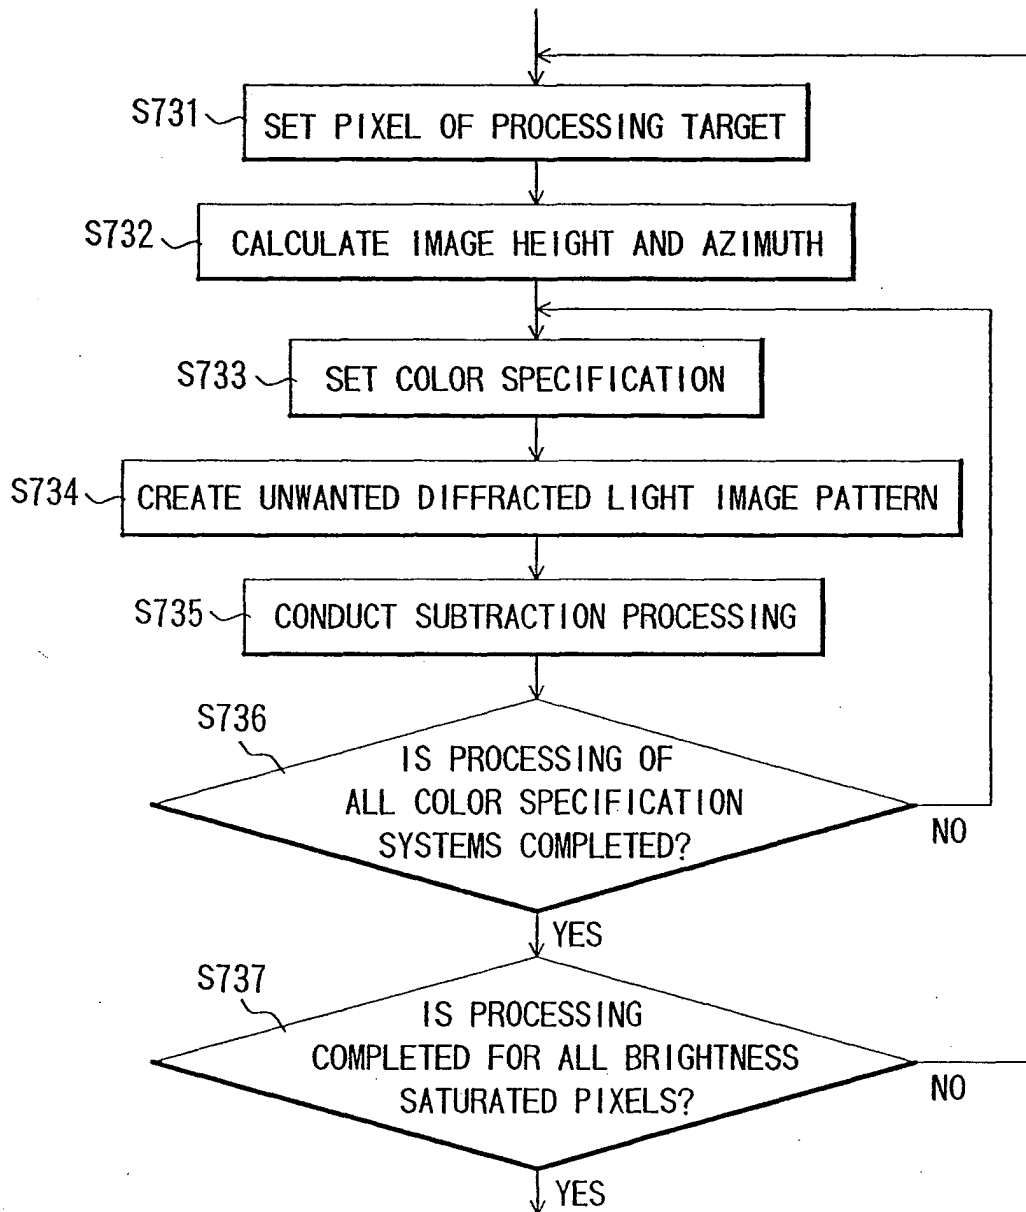 S731
SET PIXEL OF PROCESSING TARGET
S732
CALCULATE IMAGE HEIGHT AND AZIMUTH
S733
SET COLOR SPECIFICATION
S734
CREATE UNWANTED DIFFRACTED LIGHT IMAGE PATTERN
S735
CONDUCT SUBTRACTION PROCESSING
S736
IS PROCESSING OF
ALL COLOR SPECIFICATION
SYSTEMS COMPLETED?
NO
YES
S737
IS PROCESSING
COMPLETED FOR ALL BRIGHTNESS
SATURATED PIXELS?
NO
YES